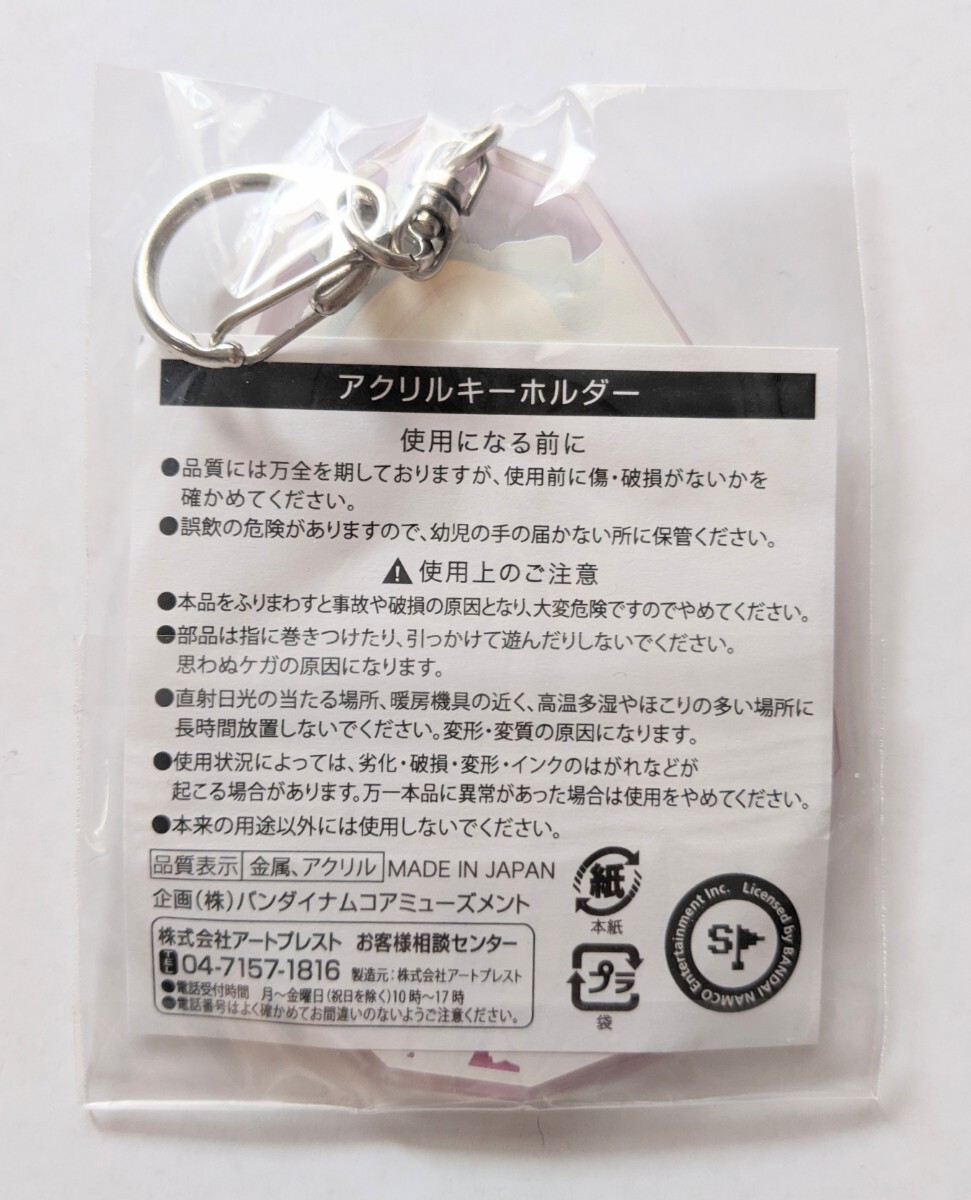 アクリルキーホルダー
使用になる前に
●品質には万全を期しておりますが、使用前に傷・破損がないかを
確かめてください。
●誤飲の危険がありますので、幼児の手の届かない所に保管ください。
使用上のご注意
●本品をふりまわすと事故や破損の原因となり、大変危険ですのでやめてください。
●部品は指に巻きつけたり、引っかけて遊んだりしないでください。
思わぬケガの原因になります。
●直射日光の当たる場所、暖房機具の近く、高温多湿やほこりの多い場所に
長時間放置しないでください。変形・変質の原因になります。
●使用状況によっては、劣化・破損・変形・インクのはがれなどが
起こる場合があります。万一本品に異常があった場合は使用をやめてください。
●本来の用途以外には使用しないでください。
品質表示 金属、アクリル MADE IN JAPAN
企画(株)バンダイナムコアミューズメント
株式会社アートプレスト お客様相談センター
TEL 04-7157-1816 製造元:株式会社アートプレスト
●電話受付時間 月〜金曜日(祝日を除く)10時〜17時
●電話番号はよく確かめてお間違いのないようご注意ください。
紙
本紙
プラ
袋
Licensed by BANDAI NAMCO Entertainment Inc.
S